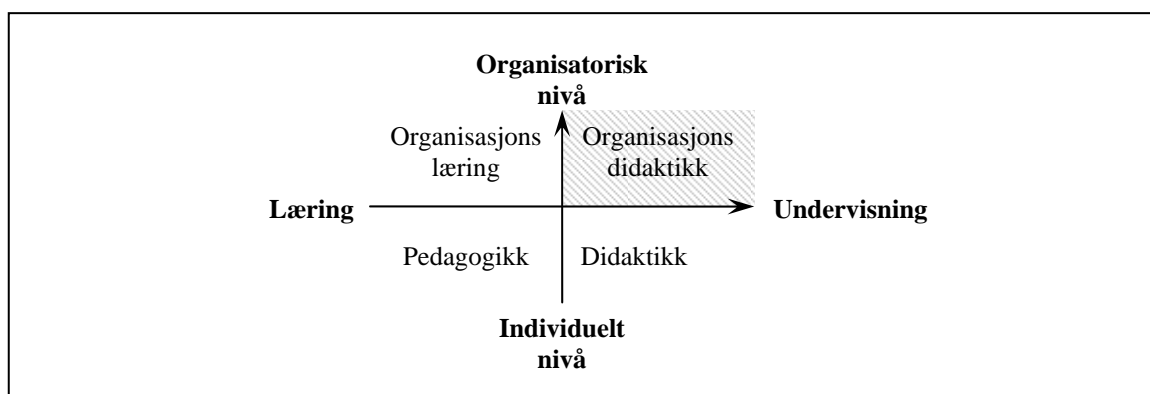 Organisatorisk
nivå
Organisasjons
læring
Organisasjons
didaktikk
Læring
Undervisning
Pedagogikk
Didaktikk
Individuelt
nivå